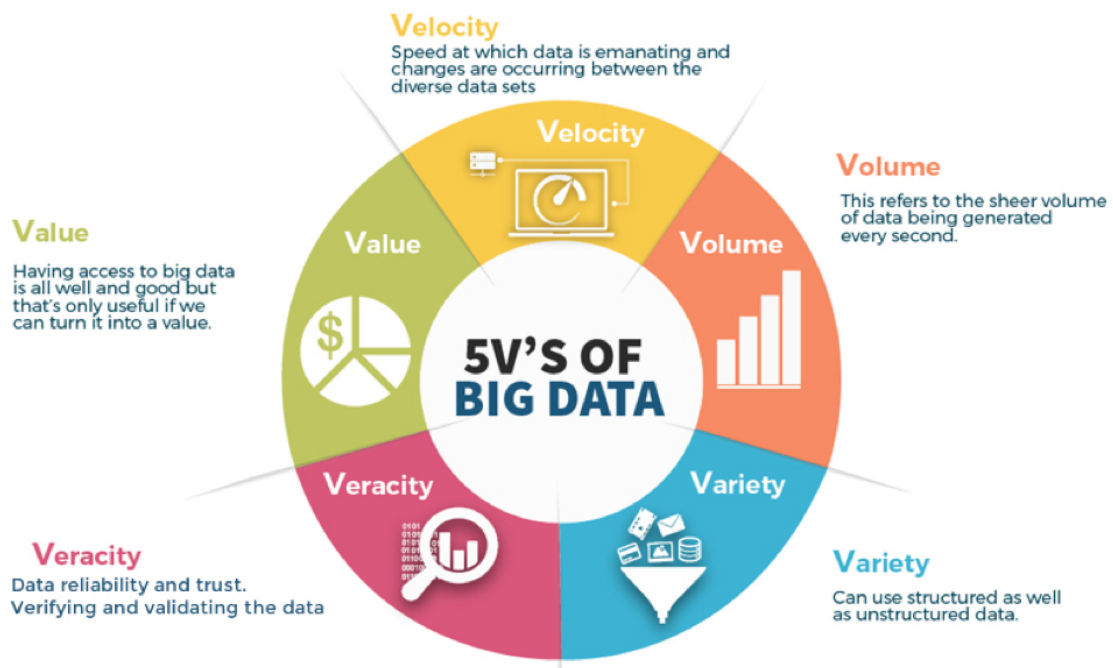 Velocity
Speed at which data is emanating and
changes are occurring between the
diverse data sets
Velocity
Volume
This refers to the sheer volume
of data being generated
every second.
Volume
Value
Having access to big data
is all well and good but
that's only useful if we
can turn it into a value.
Value
$
5V'S OF
BIG DATA
Veracity
Veracity
Data reliability and trust.
Verifying and validating the data
Variety
Variety
Can use structured as well
as unstructured data.